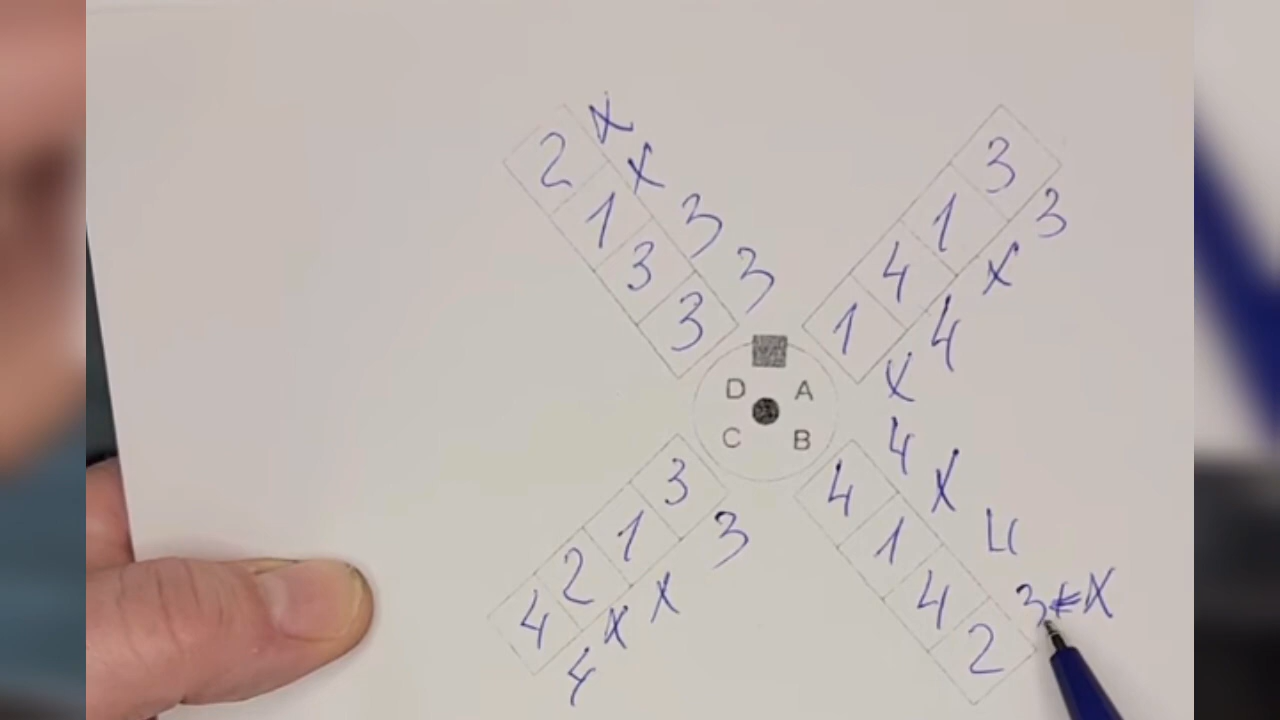 2 1 3 3
X X 3 3
3 1 4 1
3 X 4 X
D A
C B
3 1 2 4
3 X X 4
4 1 4 2
4 X 4 3←X